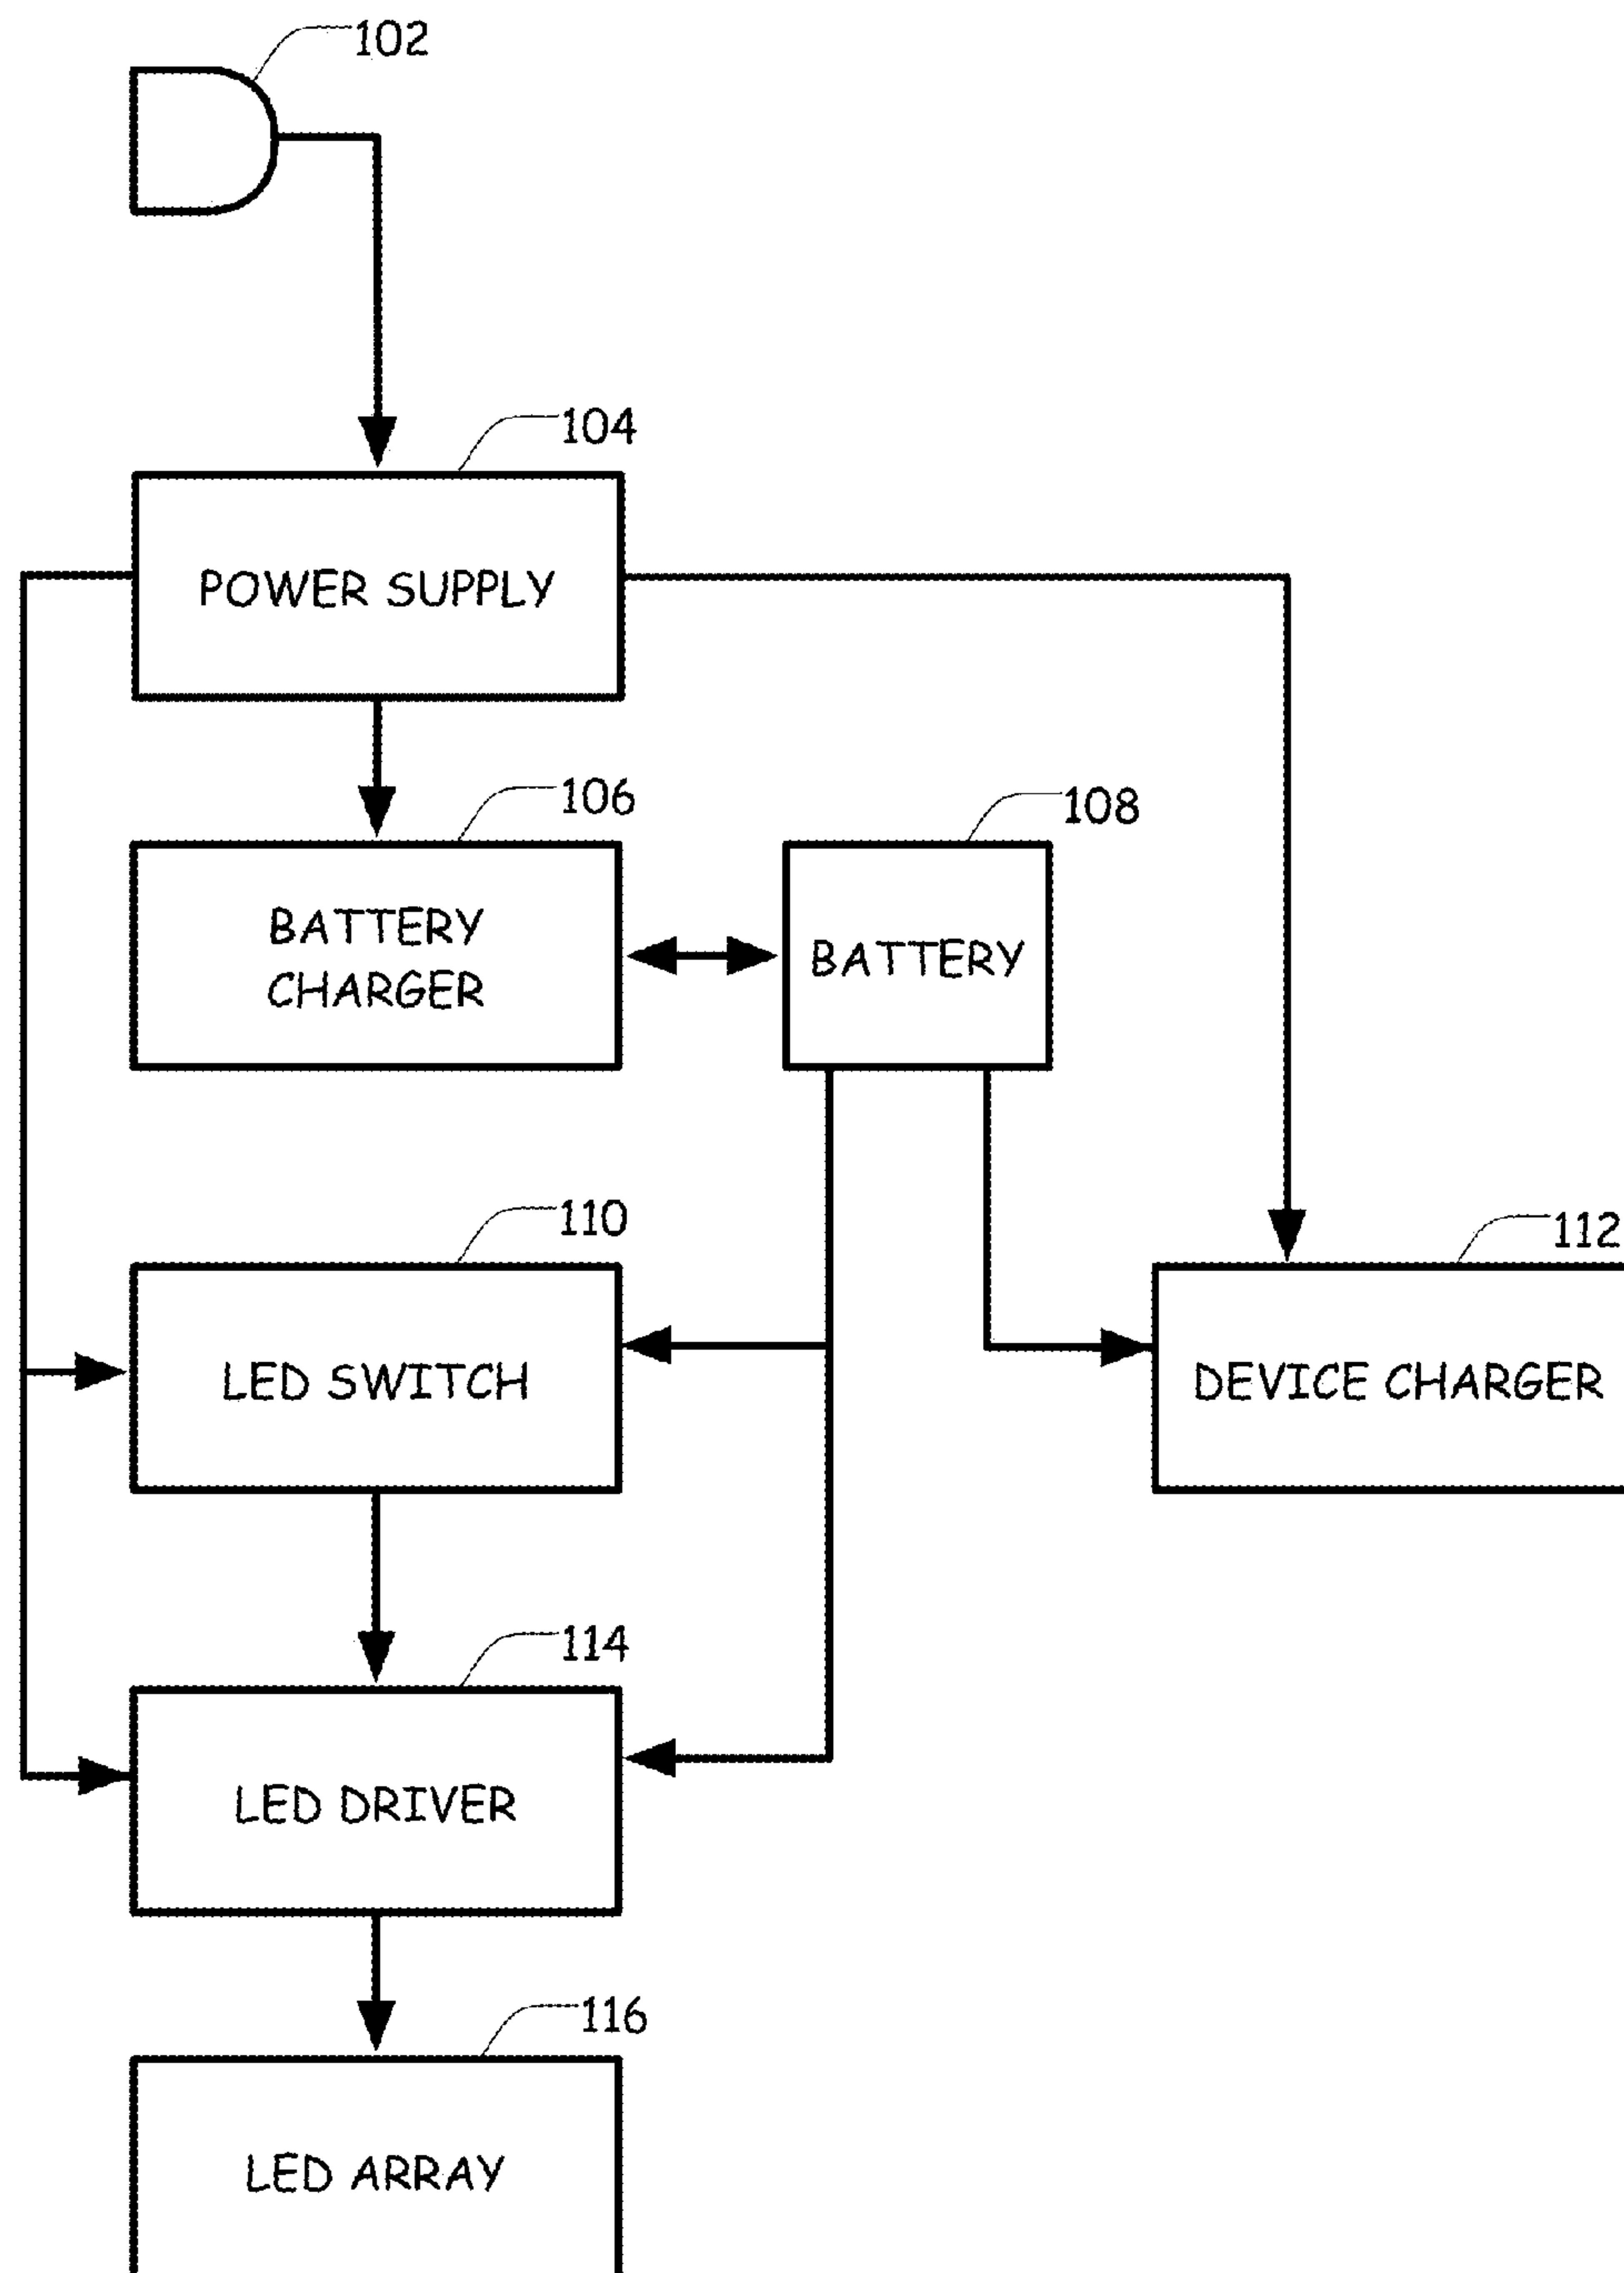 102
104
POWER SUPPLY
106
108
BATTERY
CHARGER
BATTERY
110
112
LED SWITCH
DEVICE CHARGER
114
LED DRIVER
116
LED ARRAY